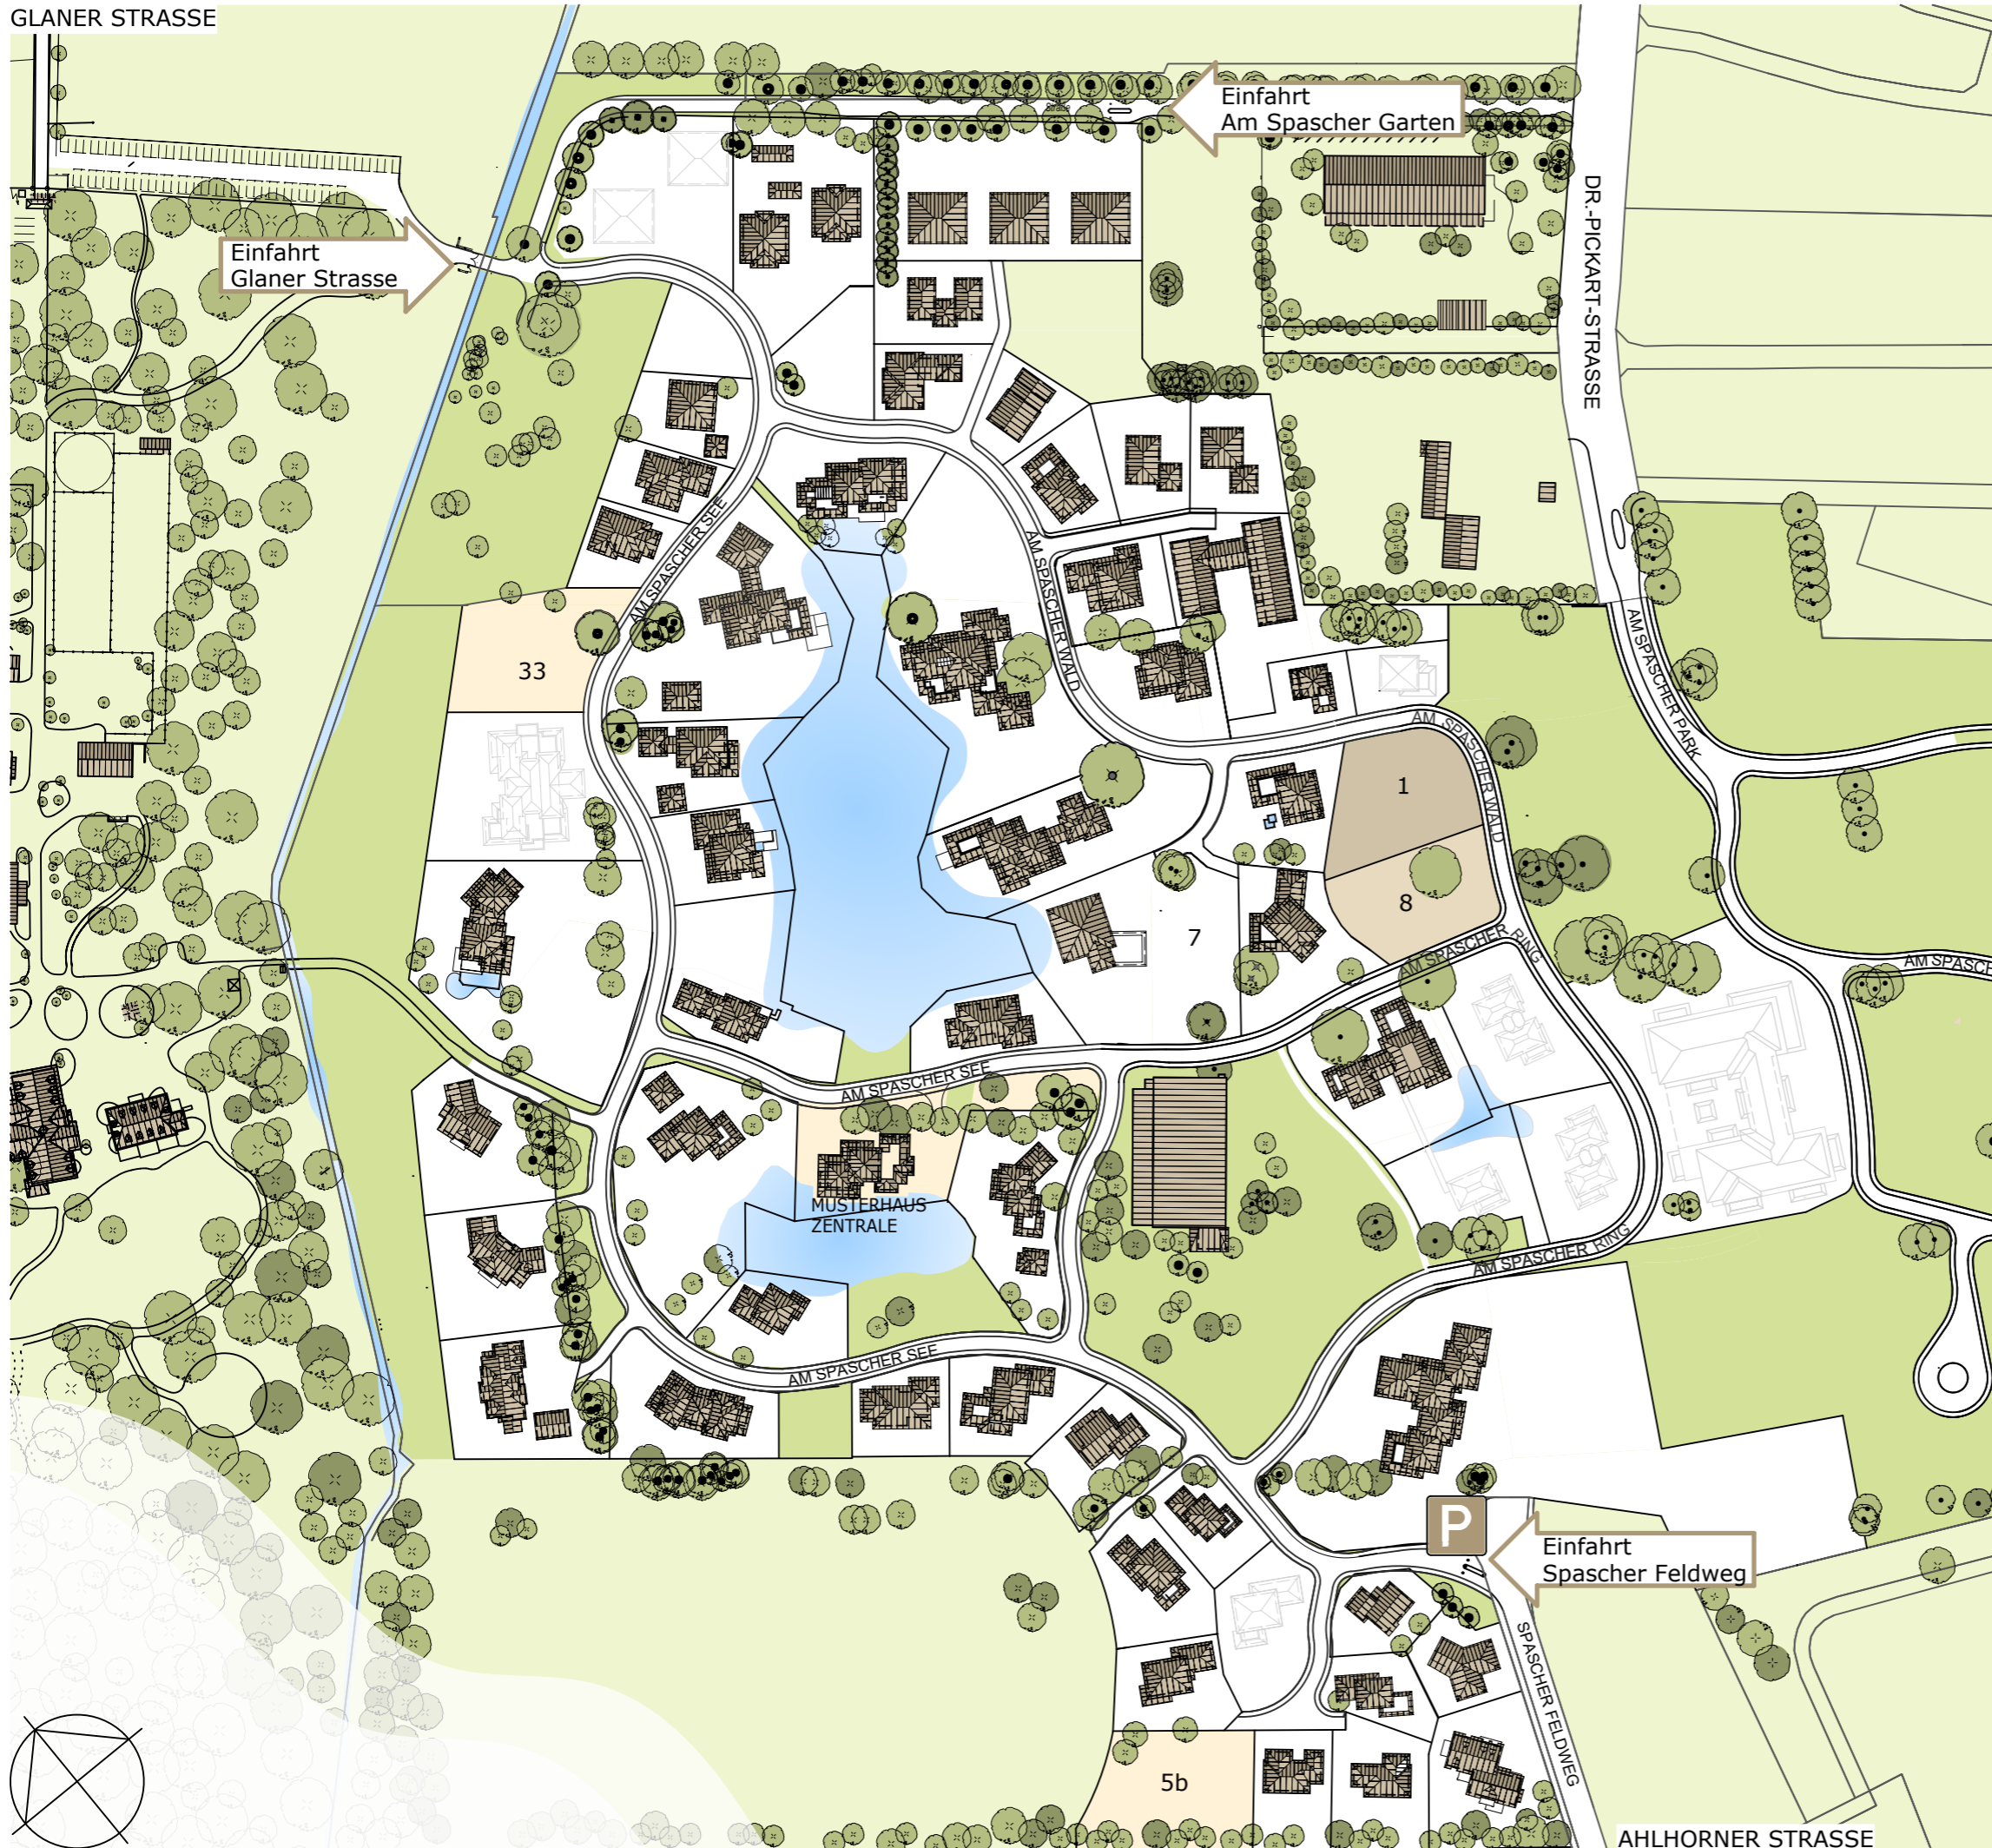 GLANER STRASSE
Einfahrt
Am Spascher Garten
Einfahrt
Glaner Strasse
DR.-PICKART-STRASSE
AM SPASCHER SEE
AM SPASCHER WALD
AM SPASCHER PARK
33
AM SPASCHER WALD
1
8
7
AM SPASCHER RING
AM SPASCH
AM SPASCHER SEE
MUSTERHAUS
ZENTRALE
AM SPASCHER RING
AM SPASCHER SEE
P
Einfahrt
Spascher Feldweg
SPASCHER FELDWEG
5b
AHLHORNER STRASSE